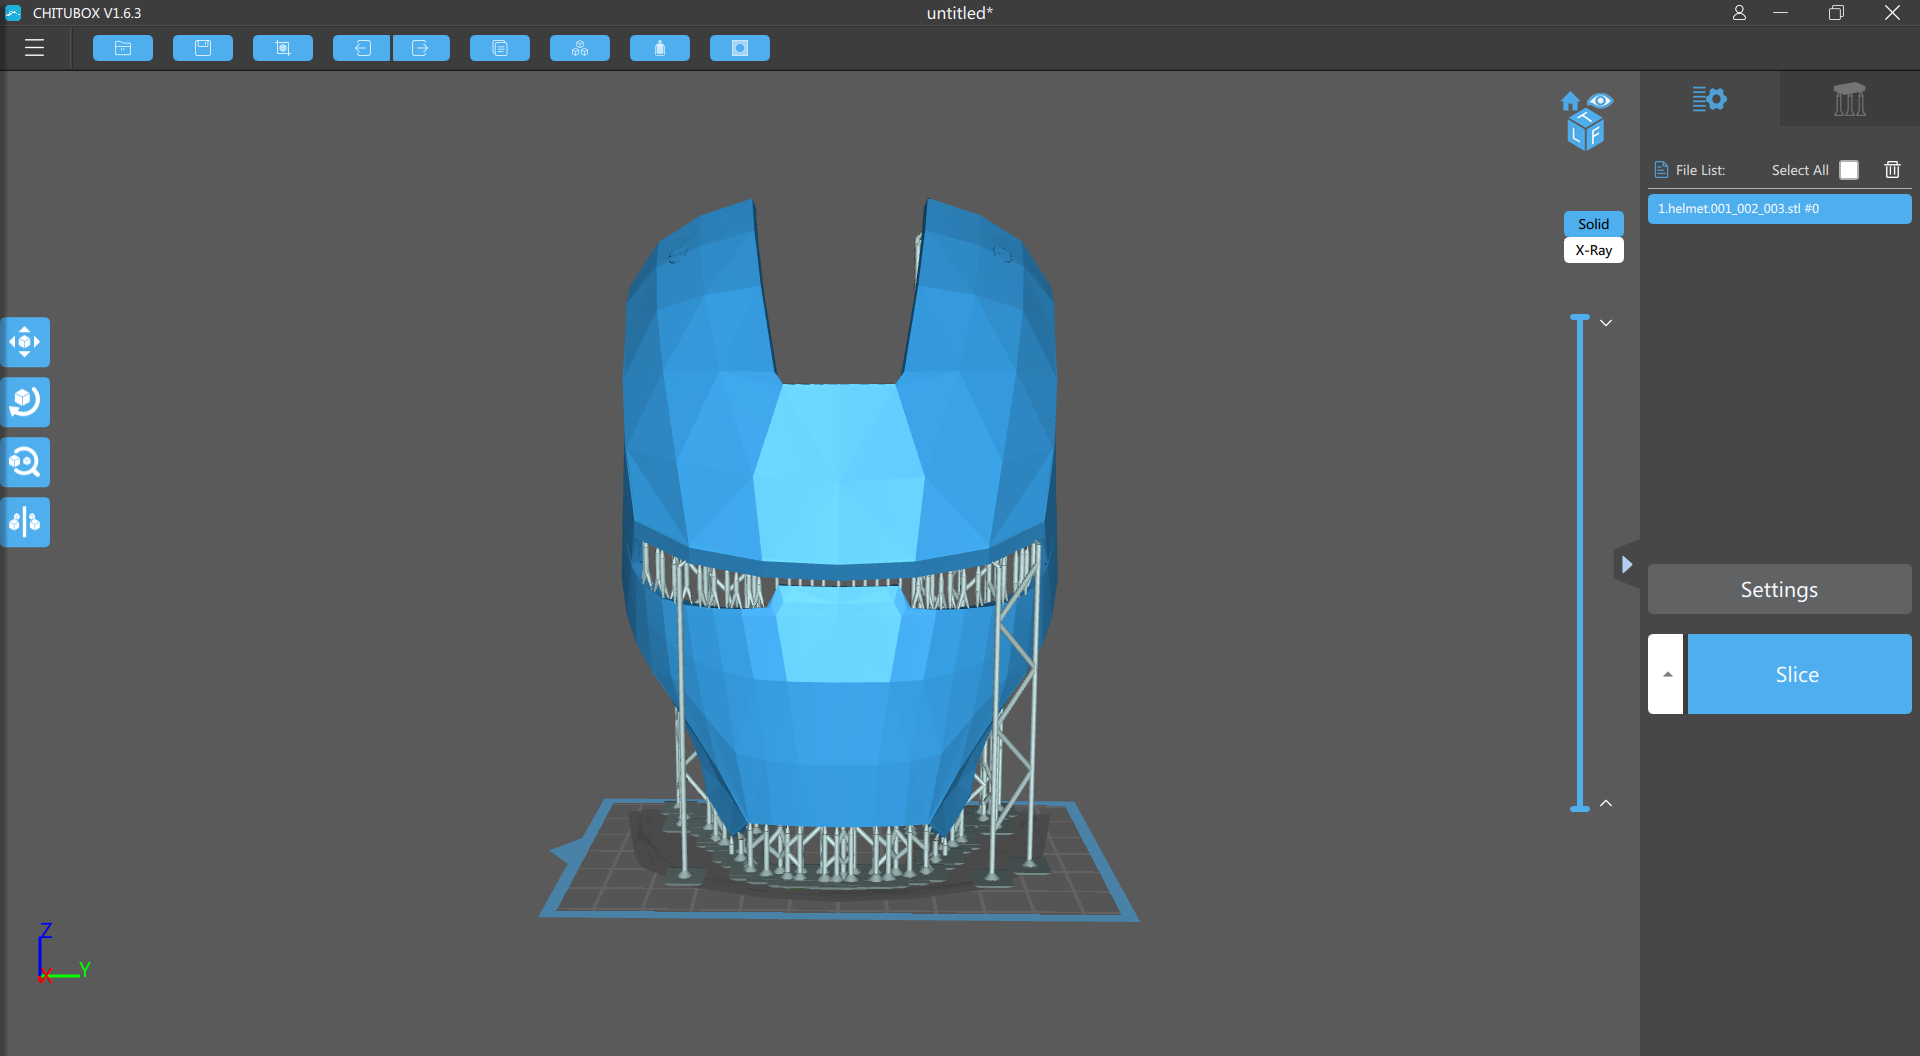 CHITUBOX V1.6.3
untitled*
T
L F
File List:
Select All
1.helmet.001_002_003.stl #0
Solid
X-Ray
Settings
Slice
Z
X Y